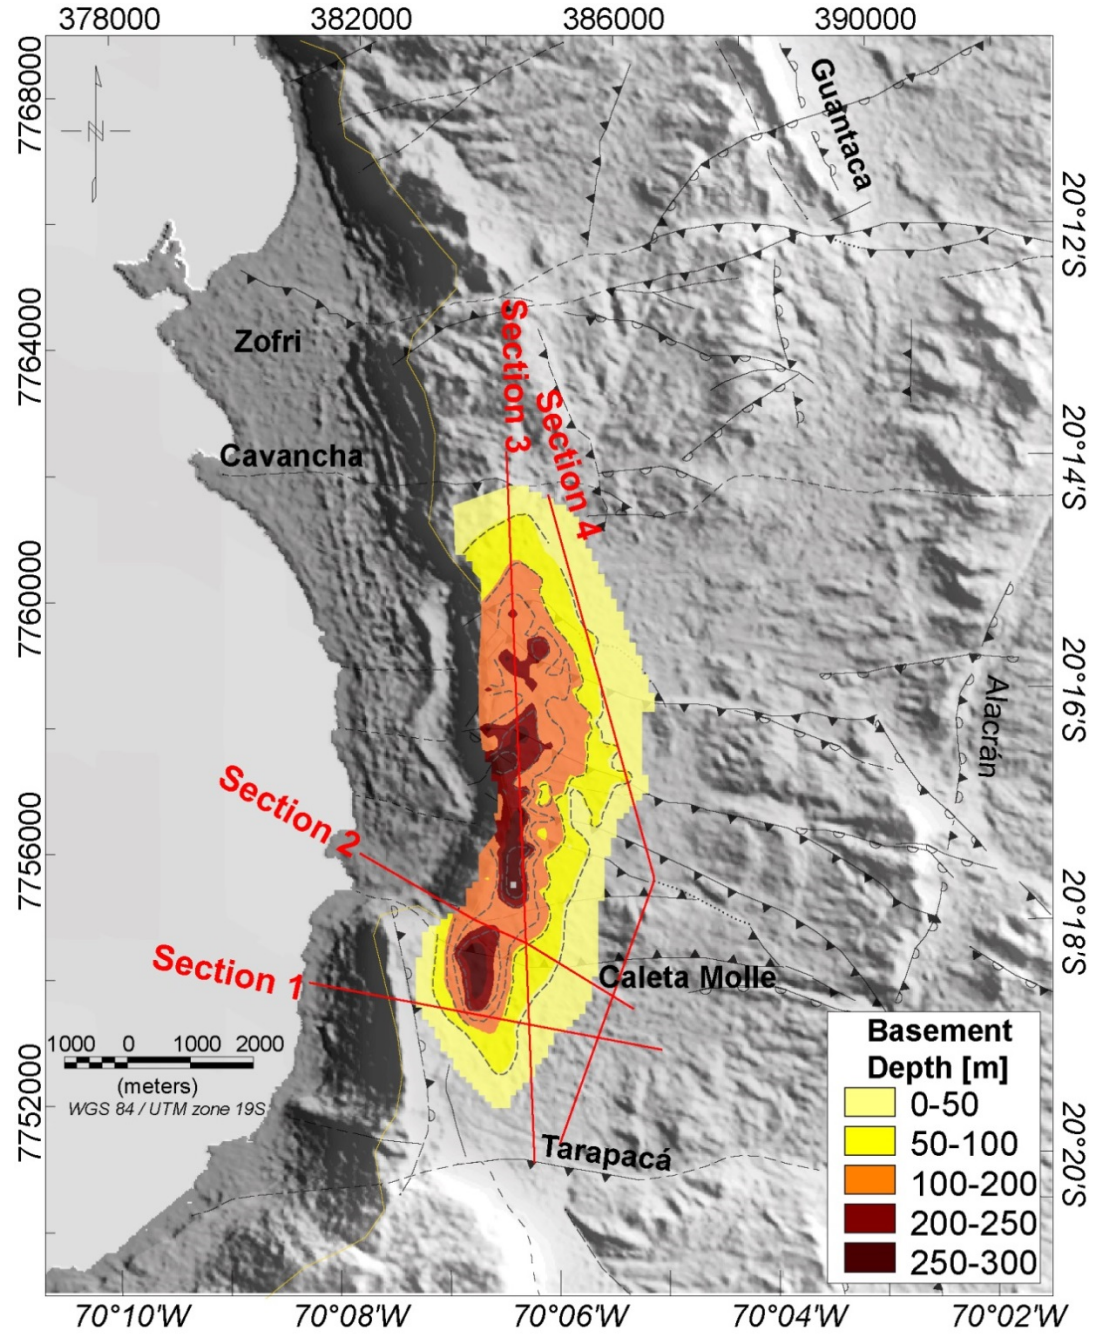 378000
382000
386000
390000
7768000
7764000
7760000
7756000
7752000
N
Guantaca
20°12'S
Zofri
Section 3
Cavancha
Section 4
20°14'S
20°16'S
Alacrán
Section 2
20°18'S
Section 1
Caleta Molle
1000 0 1000 2000
(meters)
WGS 84 / UTM zone 19S
Tarapacá
20°20'S
Basement
Depth [m]
0-50
50-100
100-200
200-250
250-300
70°10'W
70°08'W
70°06'W
70°04'W
70°02'W